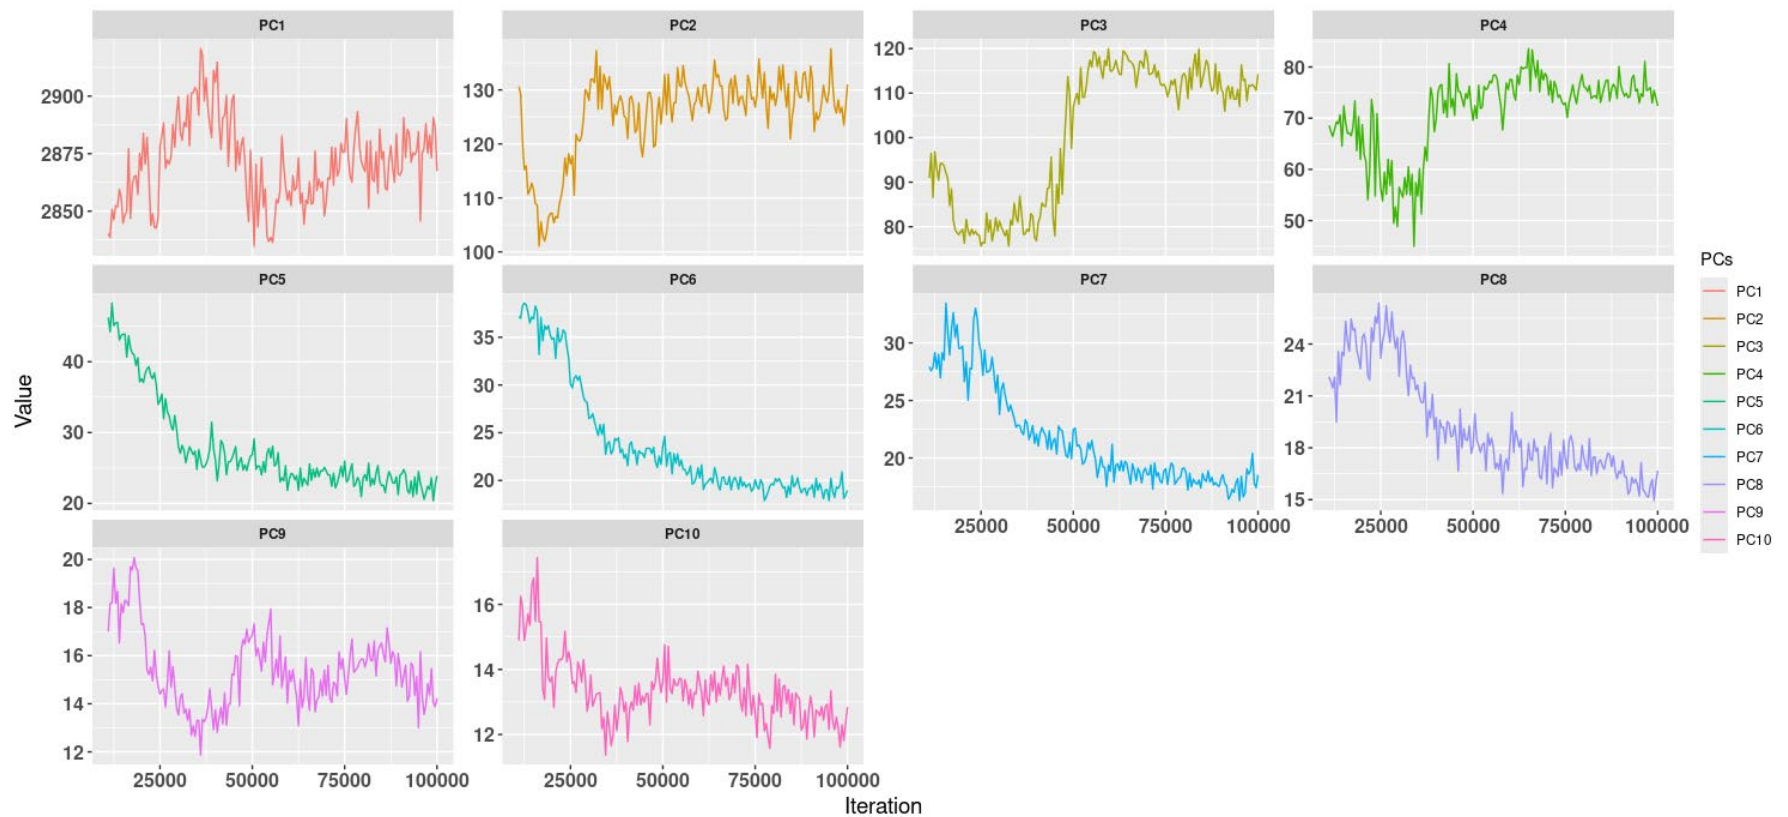 PC1
PC2
PC3
PC4
2900
2875
2850
130
120
110
100
120
110
100
90
80
80
70
60
50
PC5
PC6
PC7
PC8
40
30
20
35
30
25
20
30
25
20
24
21
18
15
25000 50000 75000 100000
25000 50000 75000 100000
PC9
PC10
20
18
16
14
12
16
14
12
25000 50000 75000 100000
25000 50000 75000 100000
Iteration
Value
PCs
PC1
PC2
PC3
PC4
PC5
PC6
PC7
PC8
PC9
PC10